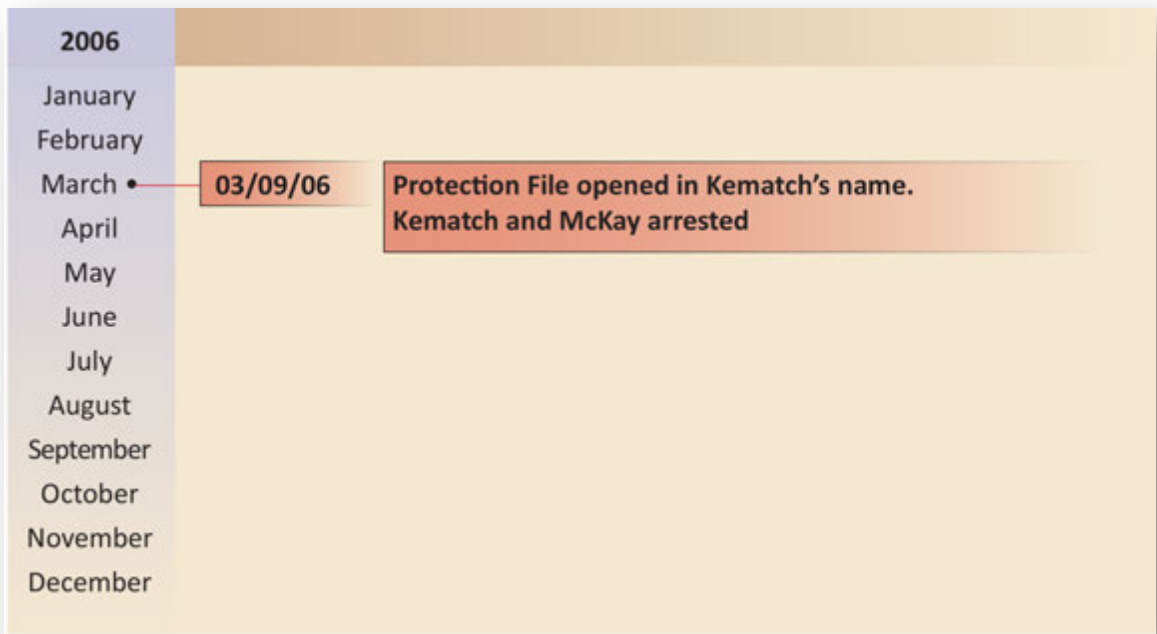 2006
January
February
March
03/09/06
Protection File opened in Kematch's name.
Kematch and McKay arrested
April
May
June
July
August
September
October
November
December